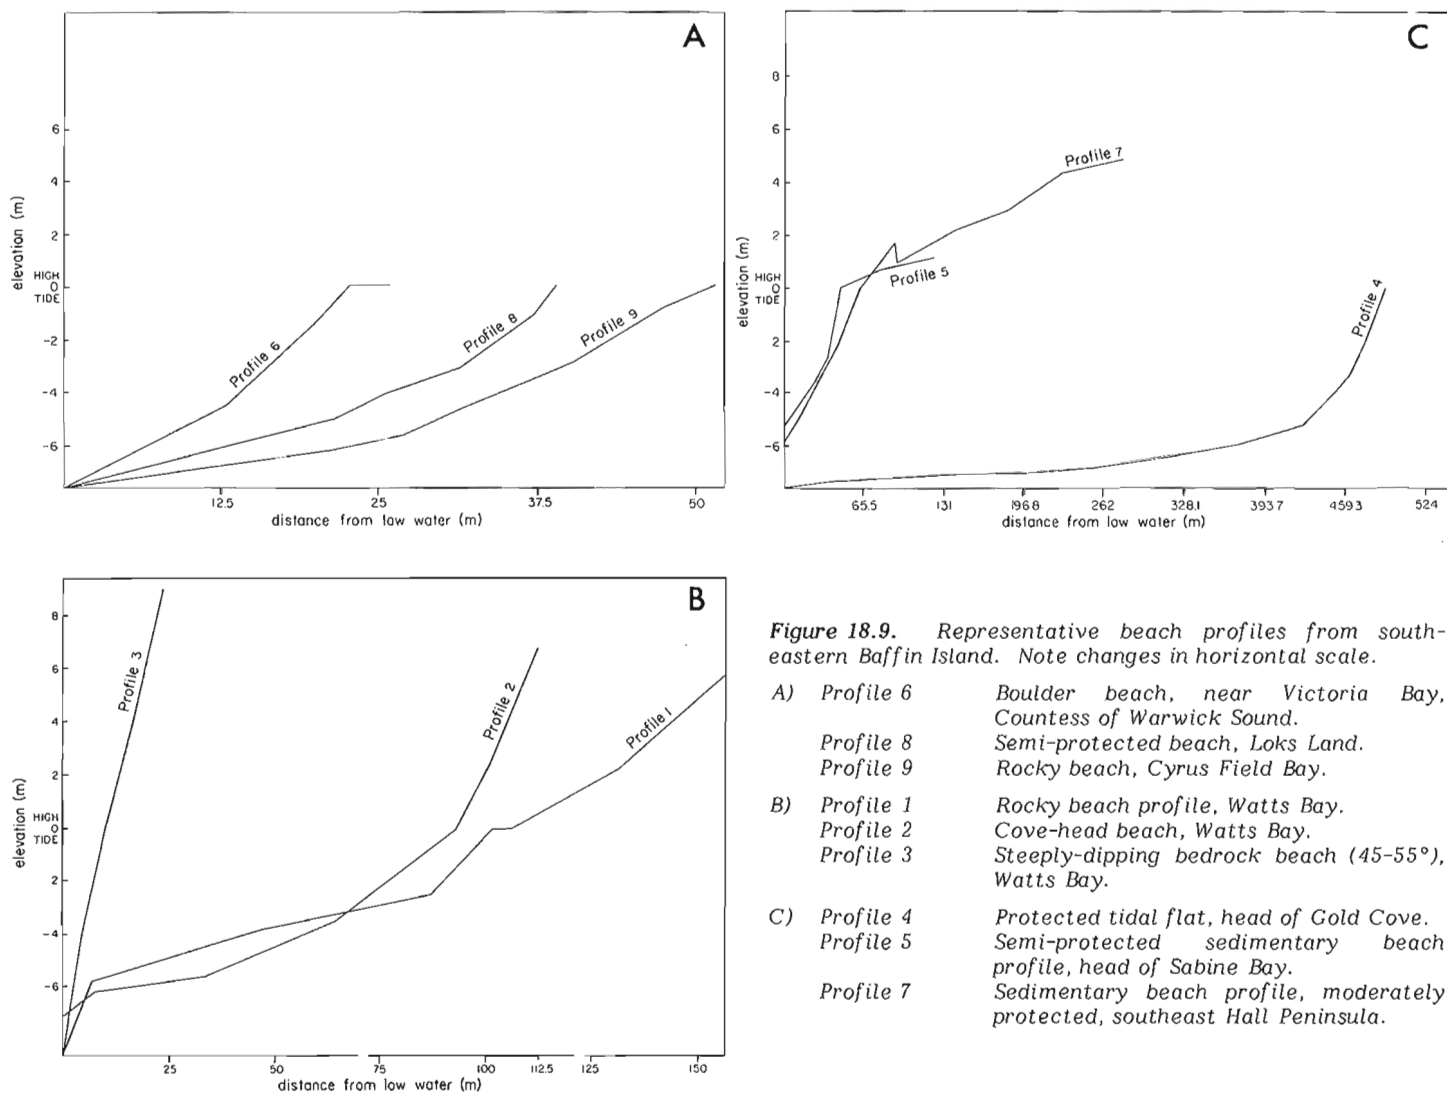 A
6
4
2
HIGH
0
TIDE
2
-4
-6
elevation (m)
Profile 6
Profile 8
Profile 9
12.5
25
37.5
50
distance from low water (m)
C
8
6
4
2
HIGH
0
TIDE
2
-4
-6
elevation (m)
Profile 7
Profile 5
Profile 4
65.5
131
196.8
262
328.1
393.7
459.3
524
distance from low water (m)
B
8
6
4
2
HIGH
0
TIDE
2
-4
-6
elevation (m)
Profile 3
Profile 2
Profile 1
25
50
75
100
112.5
125
150
distance from low water (m)
Figure 18.9. Representative beach profiles from south-
eastern Baffin Island. Note changes in horizontal scale.
A) Profile 6 Boulder beach, near Victoria Bay,
Countess of Warwick Sound.
Profile 8 Semi-protected beach, Loks Land.
Profile 9 Rocky beach, Cyrus Field Bay.
B) Profile 1 Rocky beach profile, Watts Bay.
Profile 2 Cove-head beach, Watts Bay.
Profile 3 Steeply-dipping bedrock beach (45-55°),
Watts Bay.
C) Profile 4 Protected tidal flat, head of Gold Cove.
Profile 5 Semi-protected sedimentary beach
profile, head of Sabine Bay.
Profile 7 Sedimentary beach profile, moderately
protected, southeast Hall Peninsula.